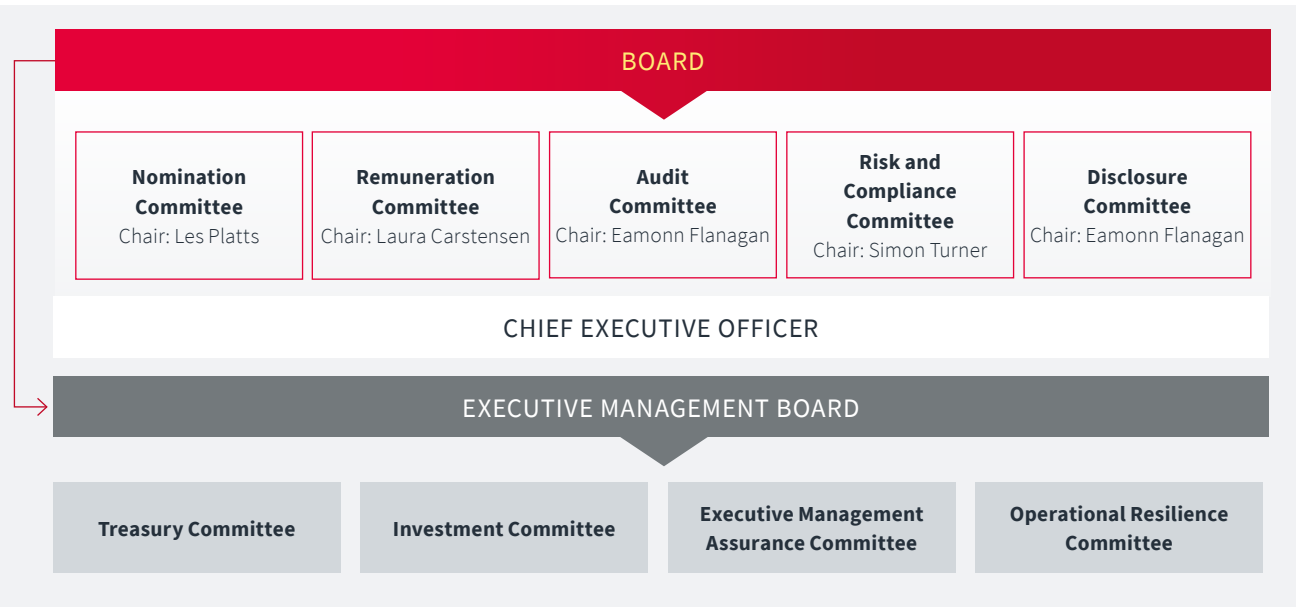 BOARD
Nomination
Committee
Chair: Les Platts
Remuneration
Committee
Chair: Laura Carstensen
Audit
Committee
Chair: Eamonn Flanagan
Risk and
Compliance
Committee
Chair: Simon Turner
Disclosure
Committee
Chair: Eamonn Flanagan
CHIEF EXECUTIVE OFFICER
EXECUTIVE MANAGEMENT BOARD
Treasury Committee
Investment Committee
Executive Management
Assurance Committee
Operational Resilience
Committee